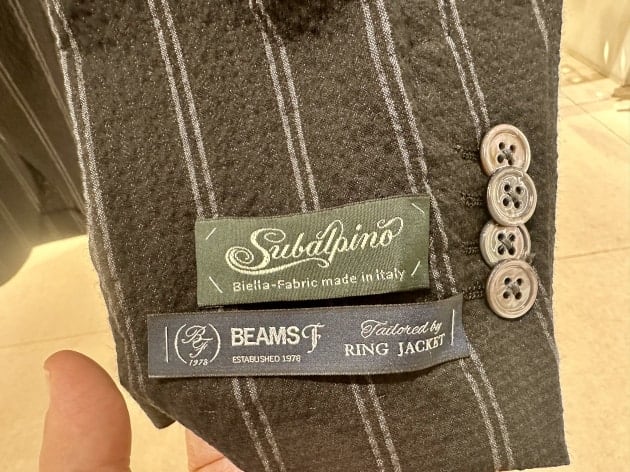 Subalpino
Biella-Fabric made in italy
BF
1978
BEAMS F
ESTABLISHED 1978
Tailored by
RING JACKET